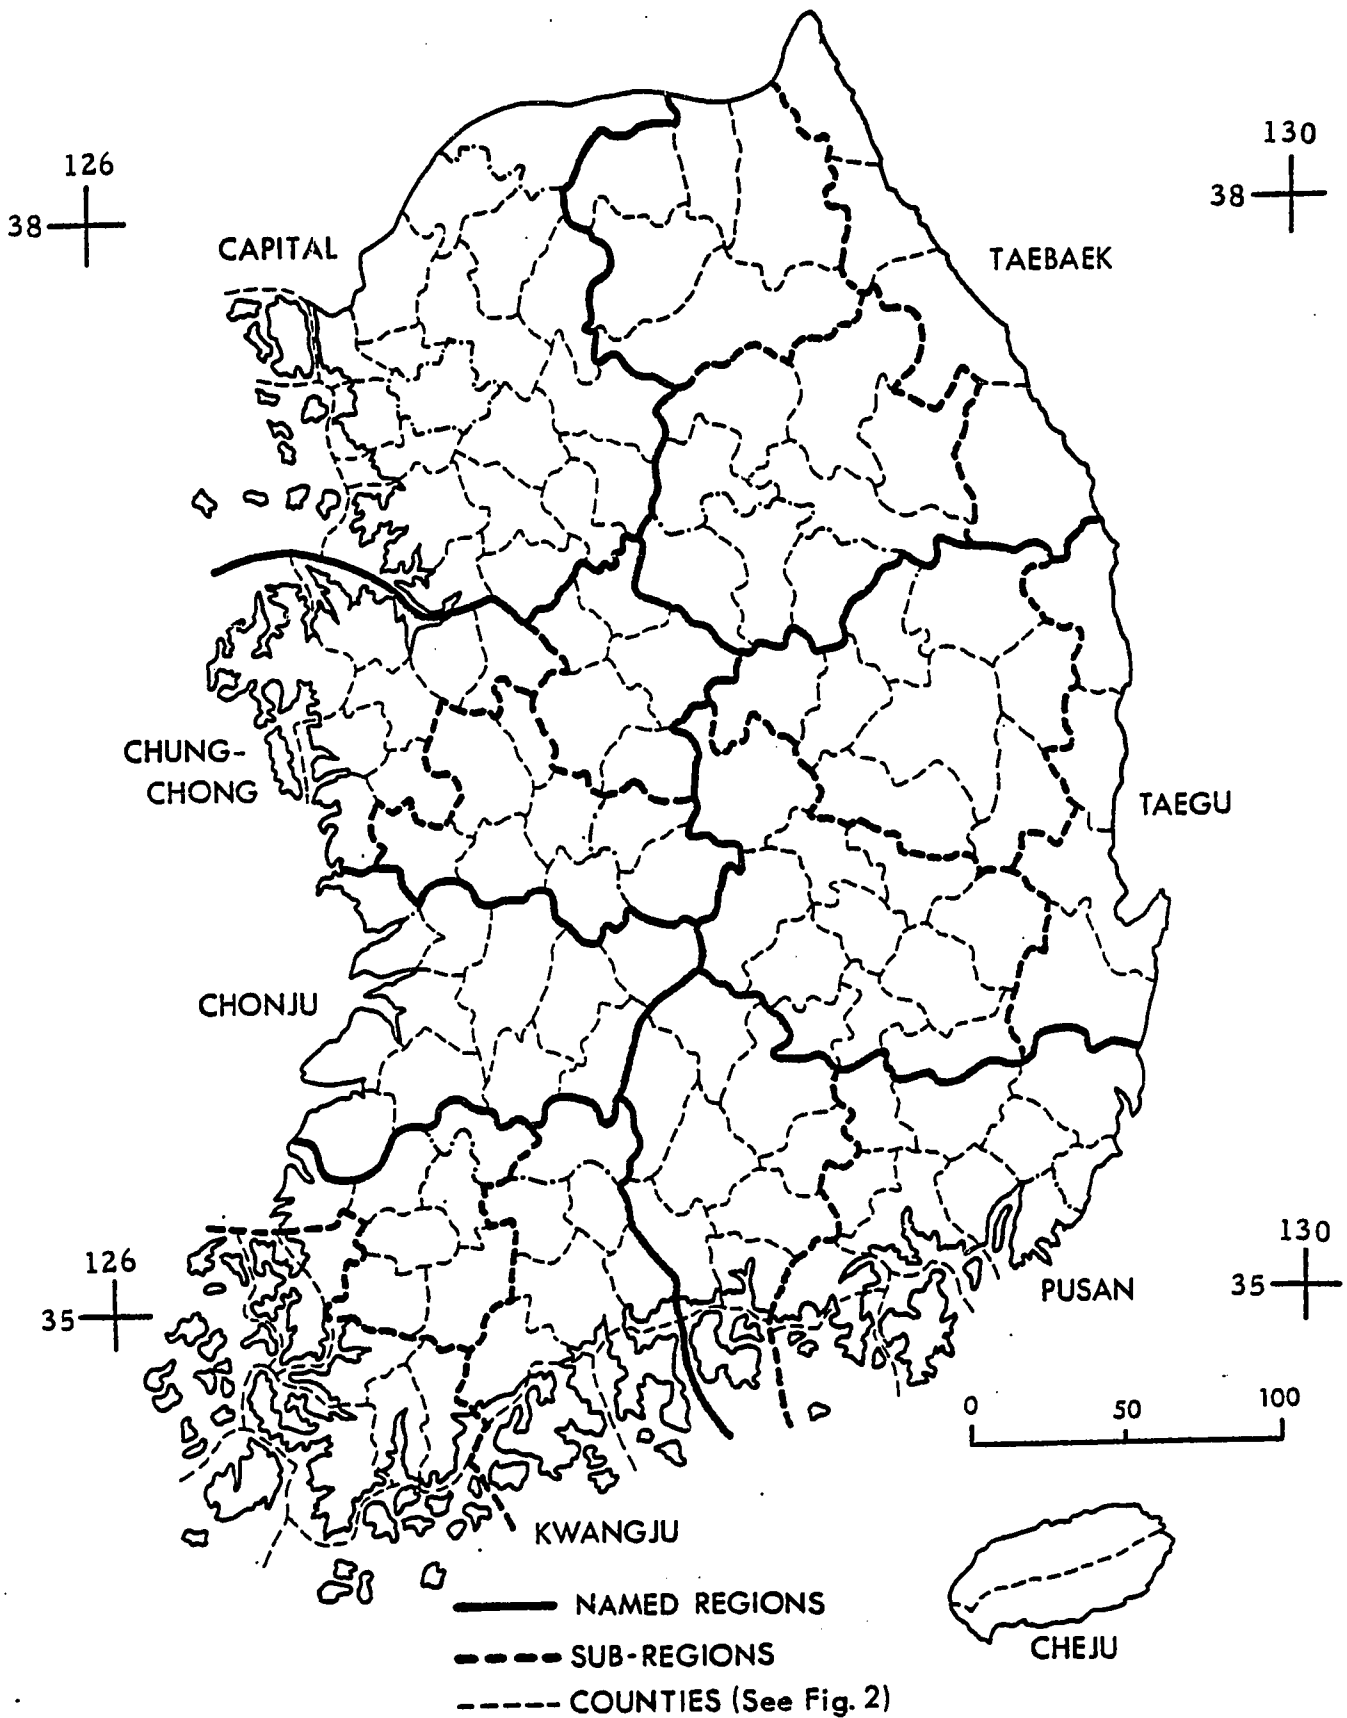 130
126
38
38
CAPITAL
TAEBAEK
CHUNG-
CHONG
TAEGU
CHONJU
130
126
35
35
PUSAN
0 50 100
KWANGJU
NAMED REGIONS
SUB-REGIONS
COUNTIES (See Fig. 2)
CHEJU